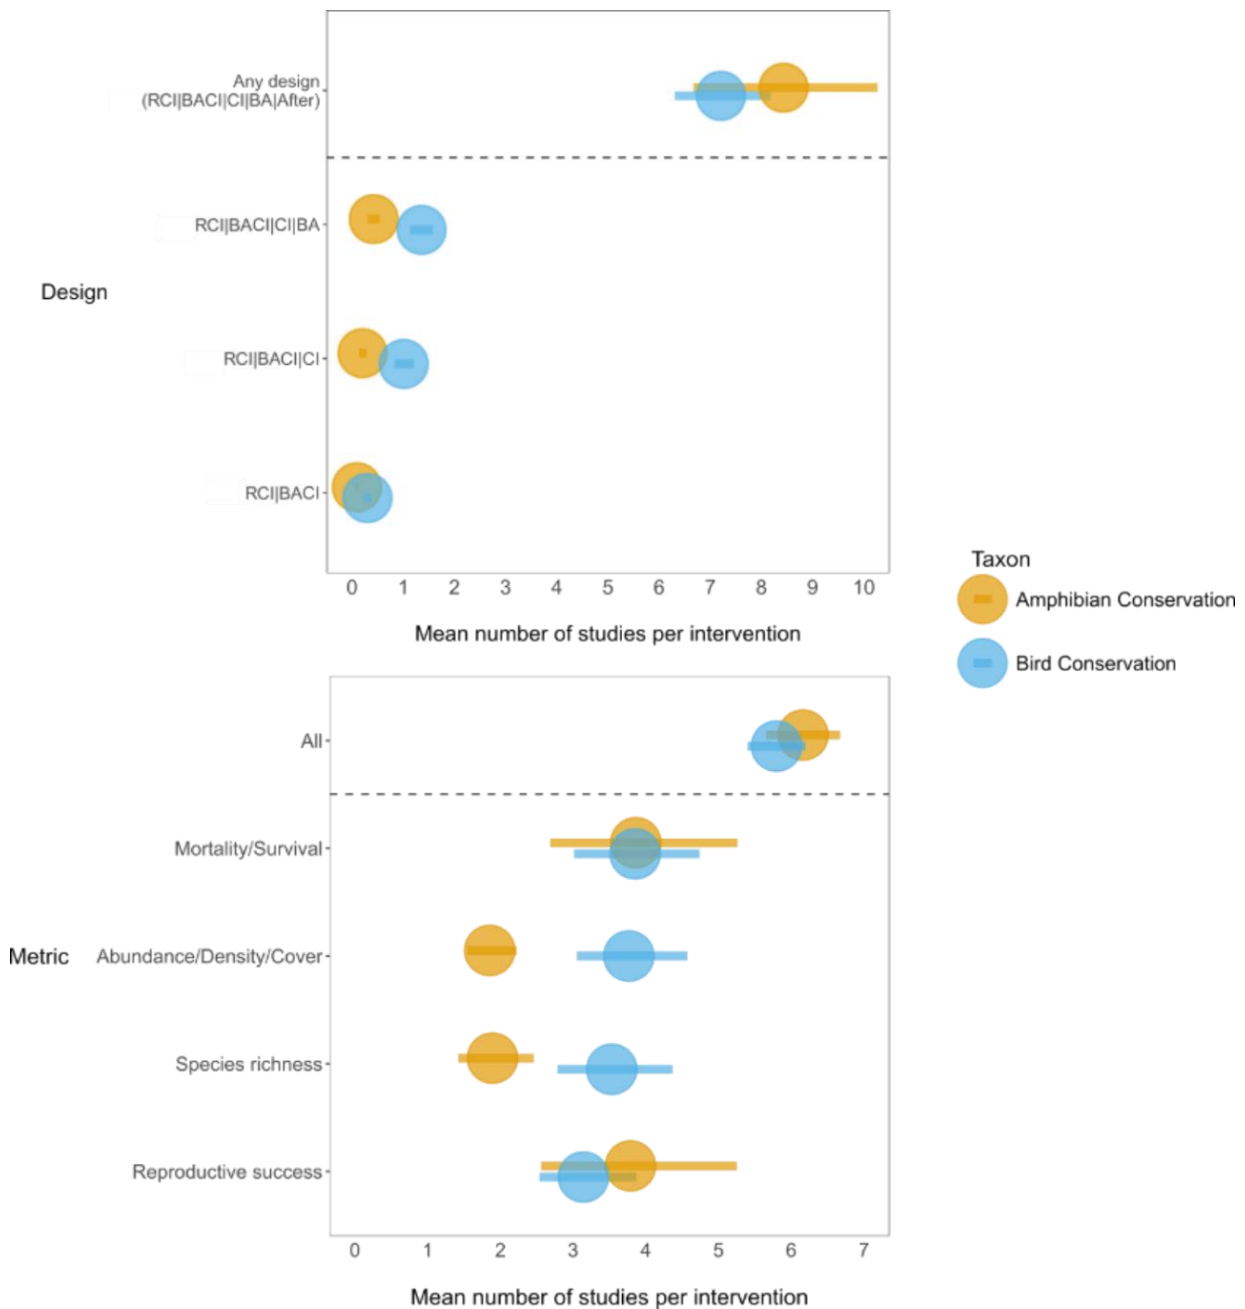 Any design
(RCI|BACI|CI|BA|After)
RCI|BACI|CI|BA
Design
RCI|BACI|CI
RCI|BACI
0 1 2 3 4 5 6 7 8 9 10
Mean number of studies per intervention
Taxon
Amphibian Conservation
Bird Conservation
All
Mortality/Survival
Metric
Abundance/Density/Cover
Species richness
Reproductive success
0 1 2 3 4 5 6 7
Mean number of studies per intervention